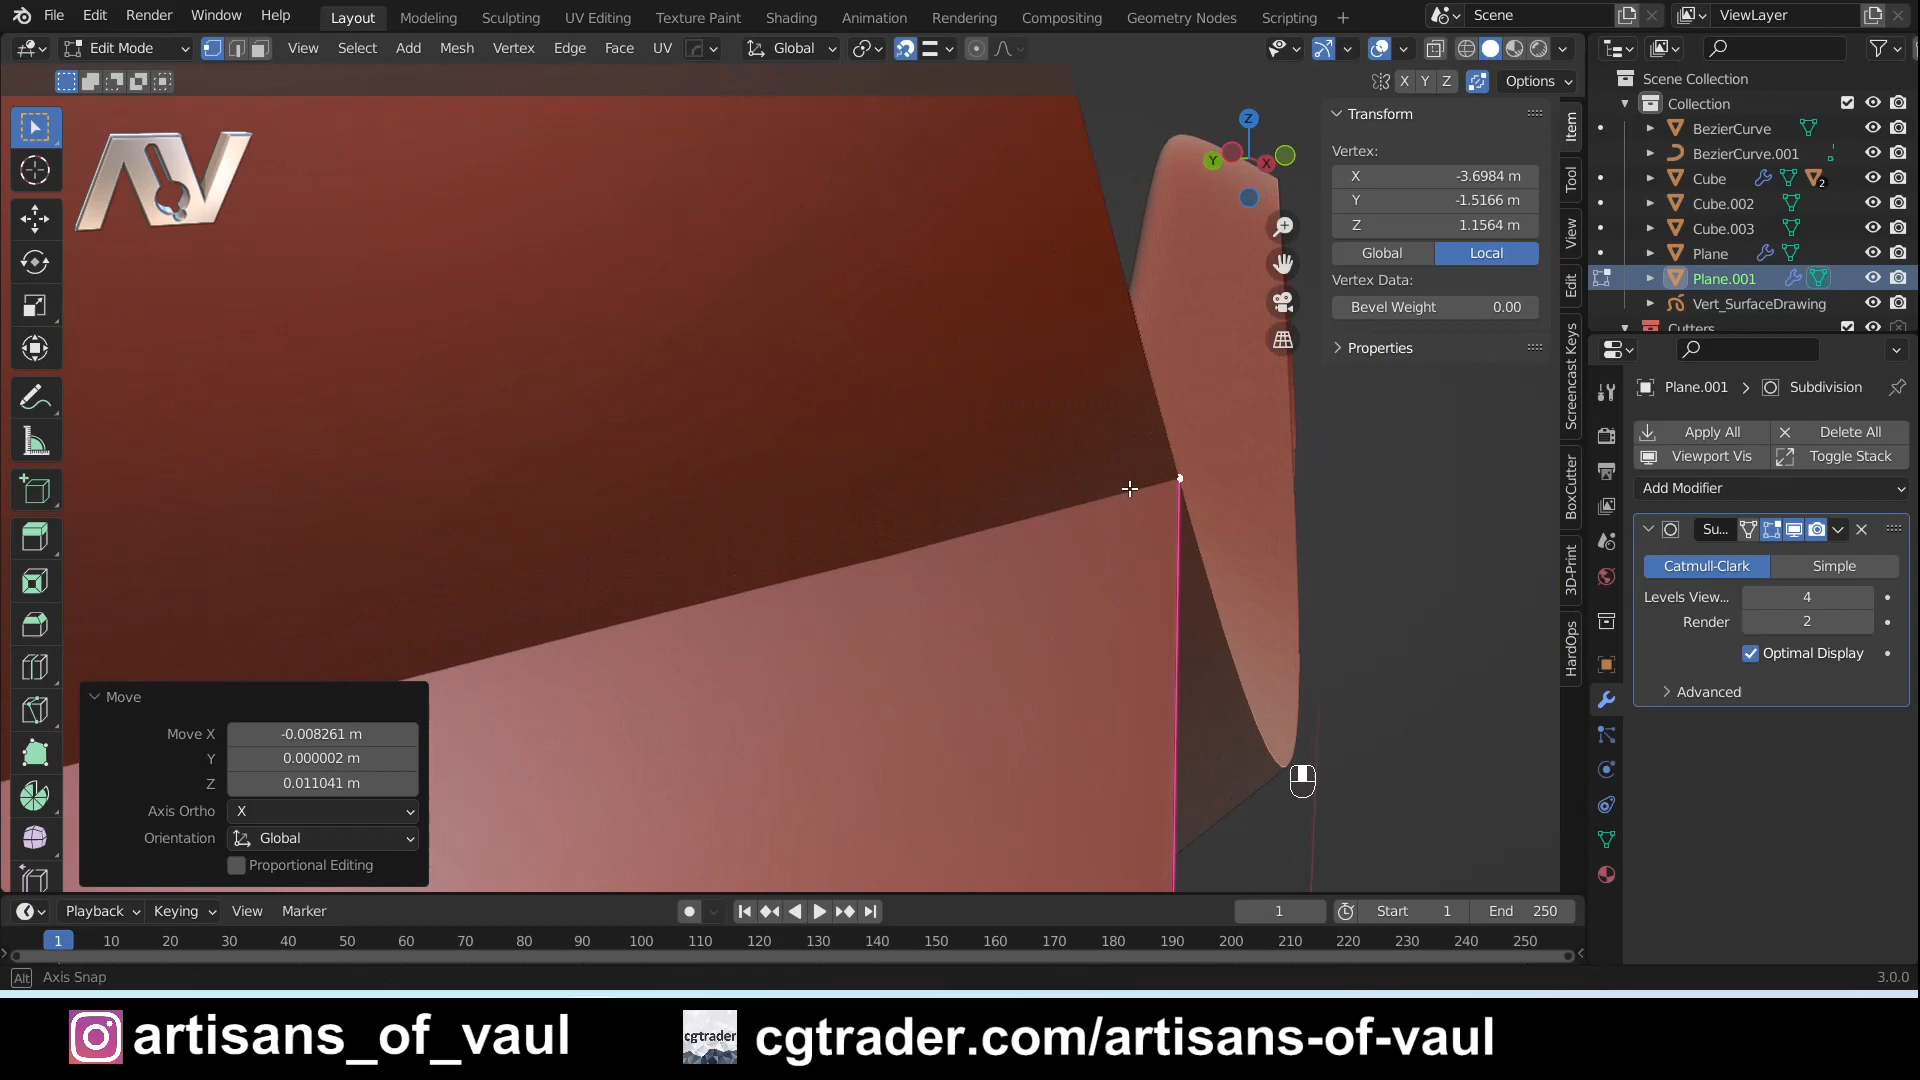 File Edit Render Window Help Layout Modeling Sculpting UV Editing Texture Paint Shading Animation Rendering Compositing Geometry Nodes Scripting + Scene ViewLayer
Edit Mode View Select Add Mesh Vertex Edge Face UV Global
X Y Z Options
Scene Collection
Collection
BezierCurve
BezierCurve.001
Cube 2
Cube.002
Cube.003
Plane
Plane.001
Vert_SurfaceDrawing
Cutters
Transform
Vertex:
X -3.6984 m
Y -1.5166 m
Z 1.1564 m
Global Local
Vertex Data:
Bevel Weight 0.00
Properties
Item
Tool
View
Edit
Screencast Keys
BoxCutter
3D-Print
HardOps
Z
Y
X
Plane.001 > Subdivision
Apply All Delete All
Viewport Vis Toggle Stack
Add Modifier
Su...
Catmull-Clark Simple
Levels View... 4
Render 2
Optimal Display
Advanced
Move
Move X -0.008261 m
Y 0.000002 m
Z 0.011041 m
Axis Ortho X
Orientation Global
Proportional Editing
Playback Keying View Marker 1 Start 1 End 250
1 10 20 30 40 50 60 70 80 90 100 110 120 130 140 150 160 170 180 190 200 210 220 230 240 250
Alt Axis Snap 3.0.0
artisans_of_vaul cgtrader cgtrader.com/artisans-of-vaul